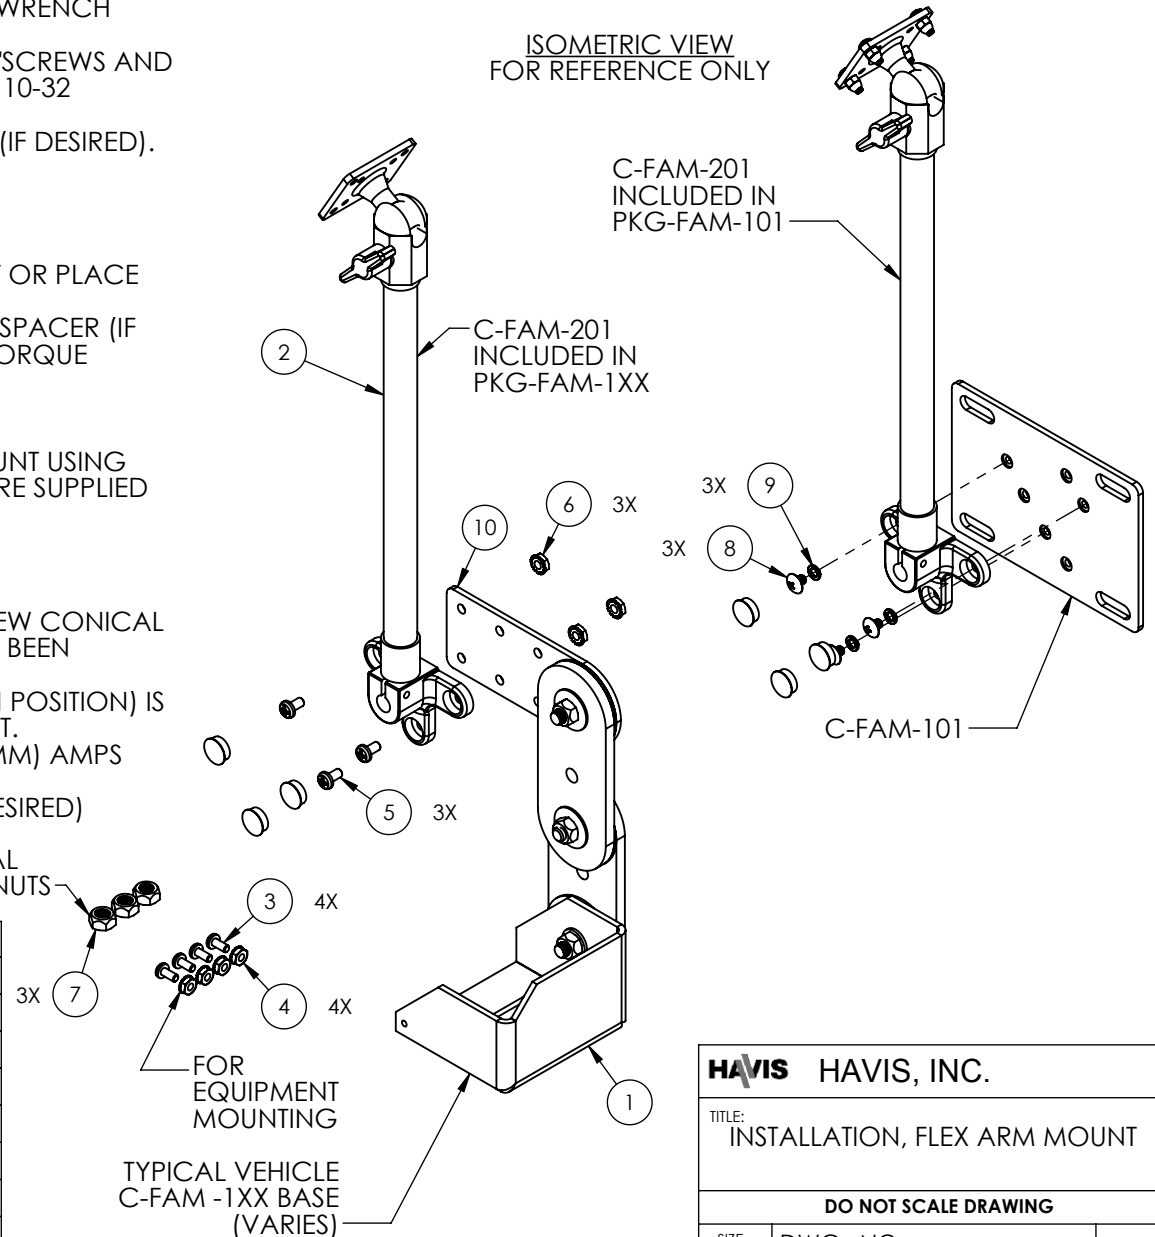 WRENCH
"SCREWS AND
10-32
(IF DESIRED).
OR PLACE
SPACER (IF
ORQUE
UNT USING
RE SUPPLIED
EW CONICAL
BEEN
POSITION) IS
T.
MM) AMPS
ESIRED)
AL
NUTS
ISOMETRIC VIEW
FOR REFERENCE ONLY
C-FAM-201
INCLUDED IN
PKG-FAM-101
C-FAM-201
INCLUDED IN
PKG-FAM-1XX
2
10
6 3X
3X 9
3X 8
C-FAM-101
5 3X
3 4X
4 4X
3X 7
FOR
EQUIPMENT
MOUNTING
1
TYPICAL VEHICLE
C-FAM -1XX BASE
(VARIES)
HAVIS HAVIS, INC.
TITLE:
INSTALLATION, FLEX ARM MOUNT
DO NOT SCALE DRAWING